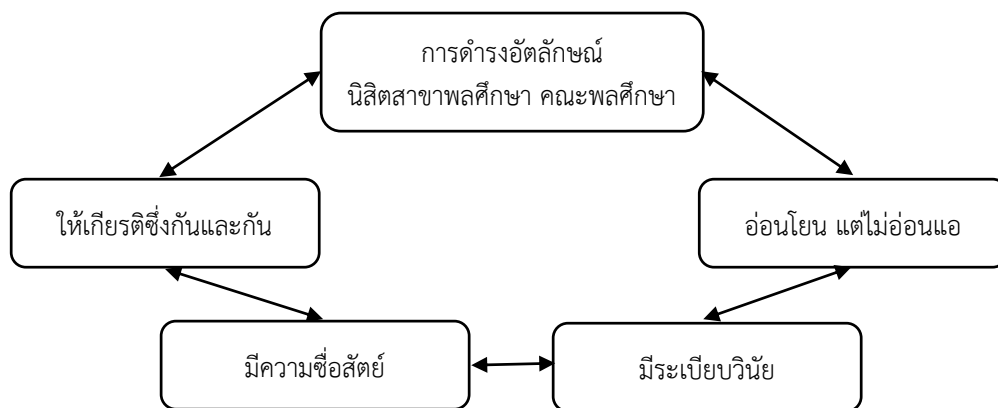 การดำรงอัตลักษณ์
นิสิตสาขาพลศึกษา คณะพลศึกษา
ให้เกียรติซึ่งกันและกัน
อ่อนโยน แต่ไม่อ่อนแอ
มีความซื่อสัตย์
มีระเบียบวินัย